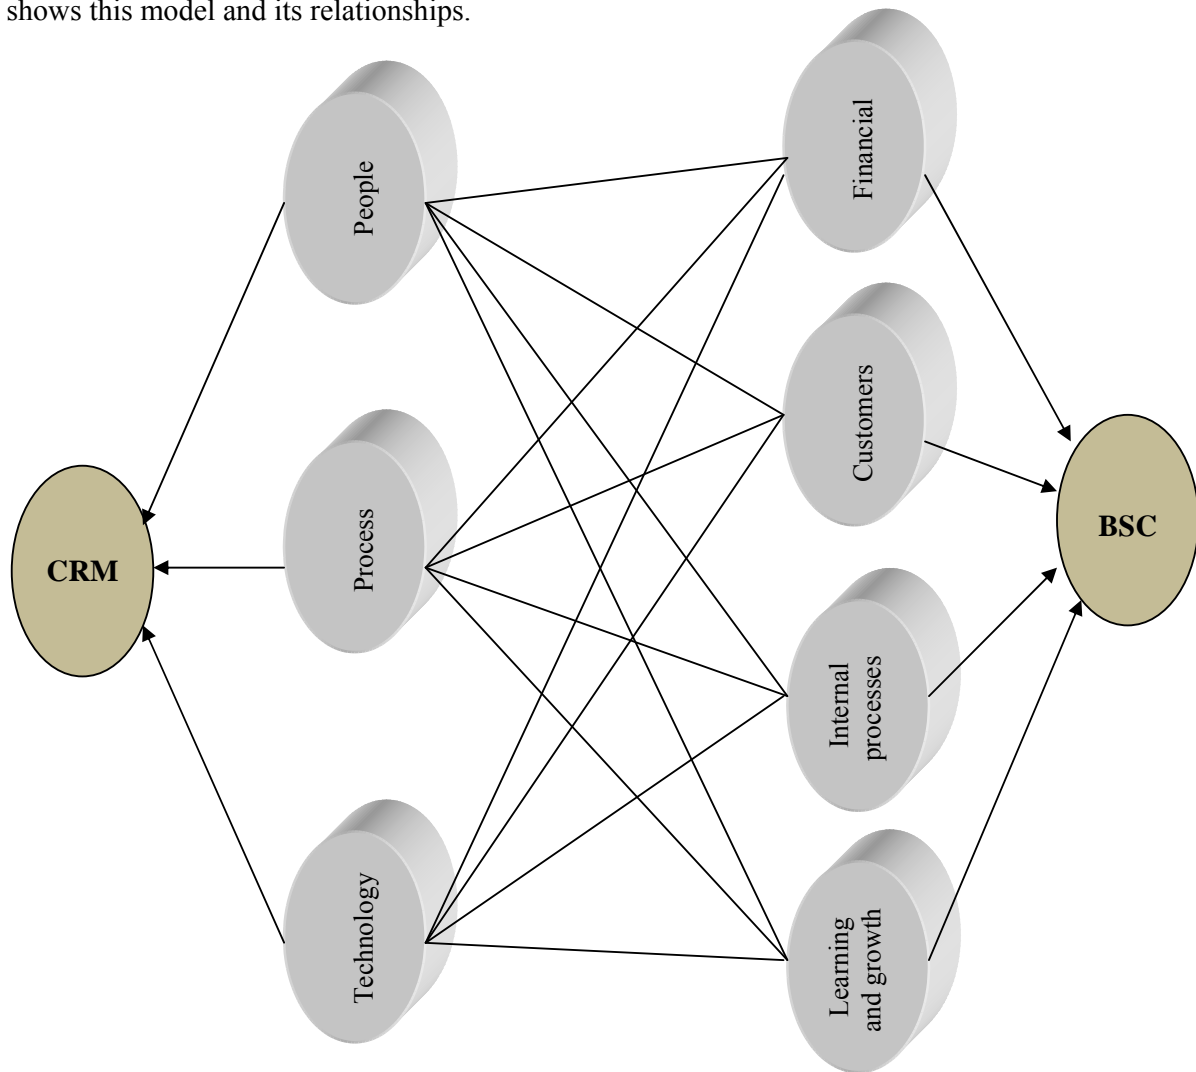 shows this model and its relationships.
People
Financial
Process
Customers
CRM
BSC
Technology
Internal
processes
Learning
and growth